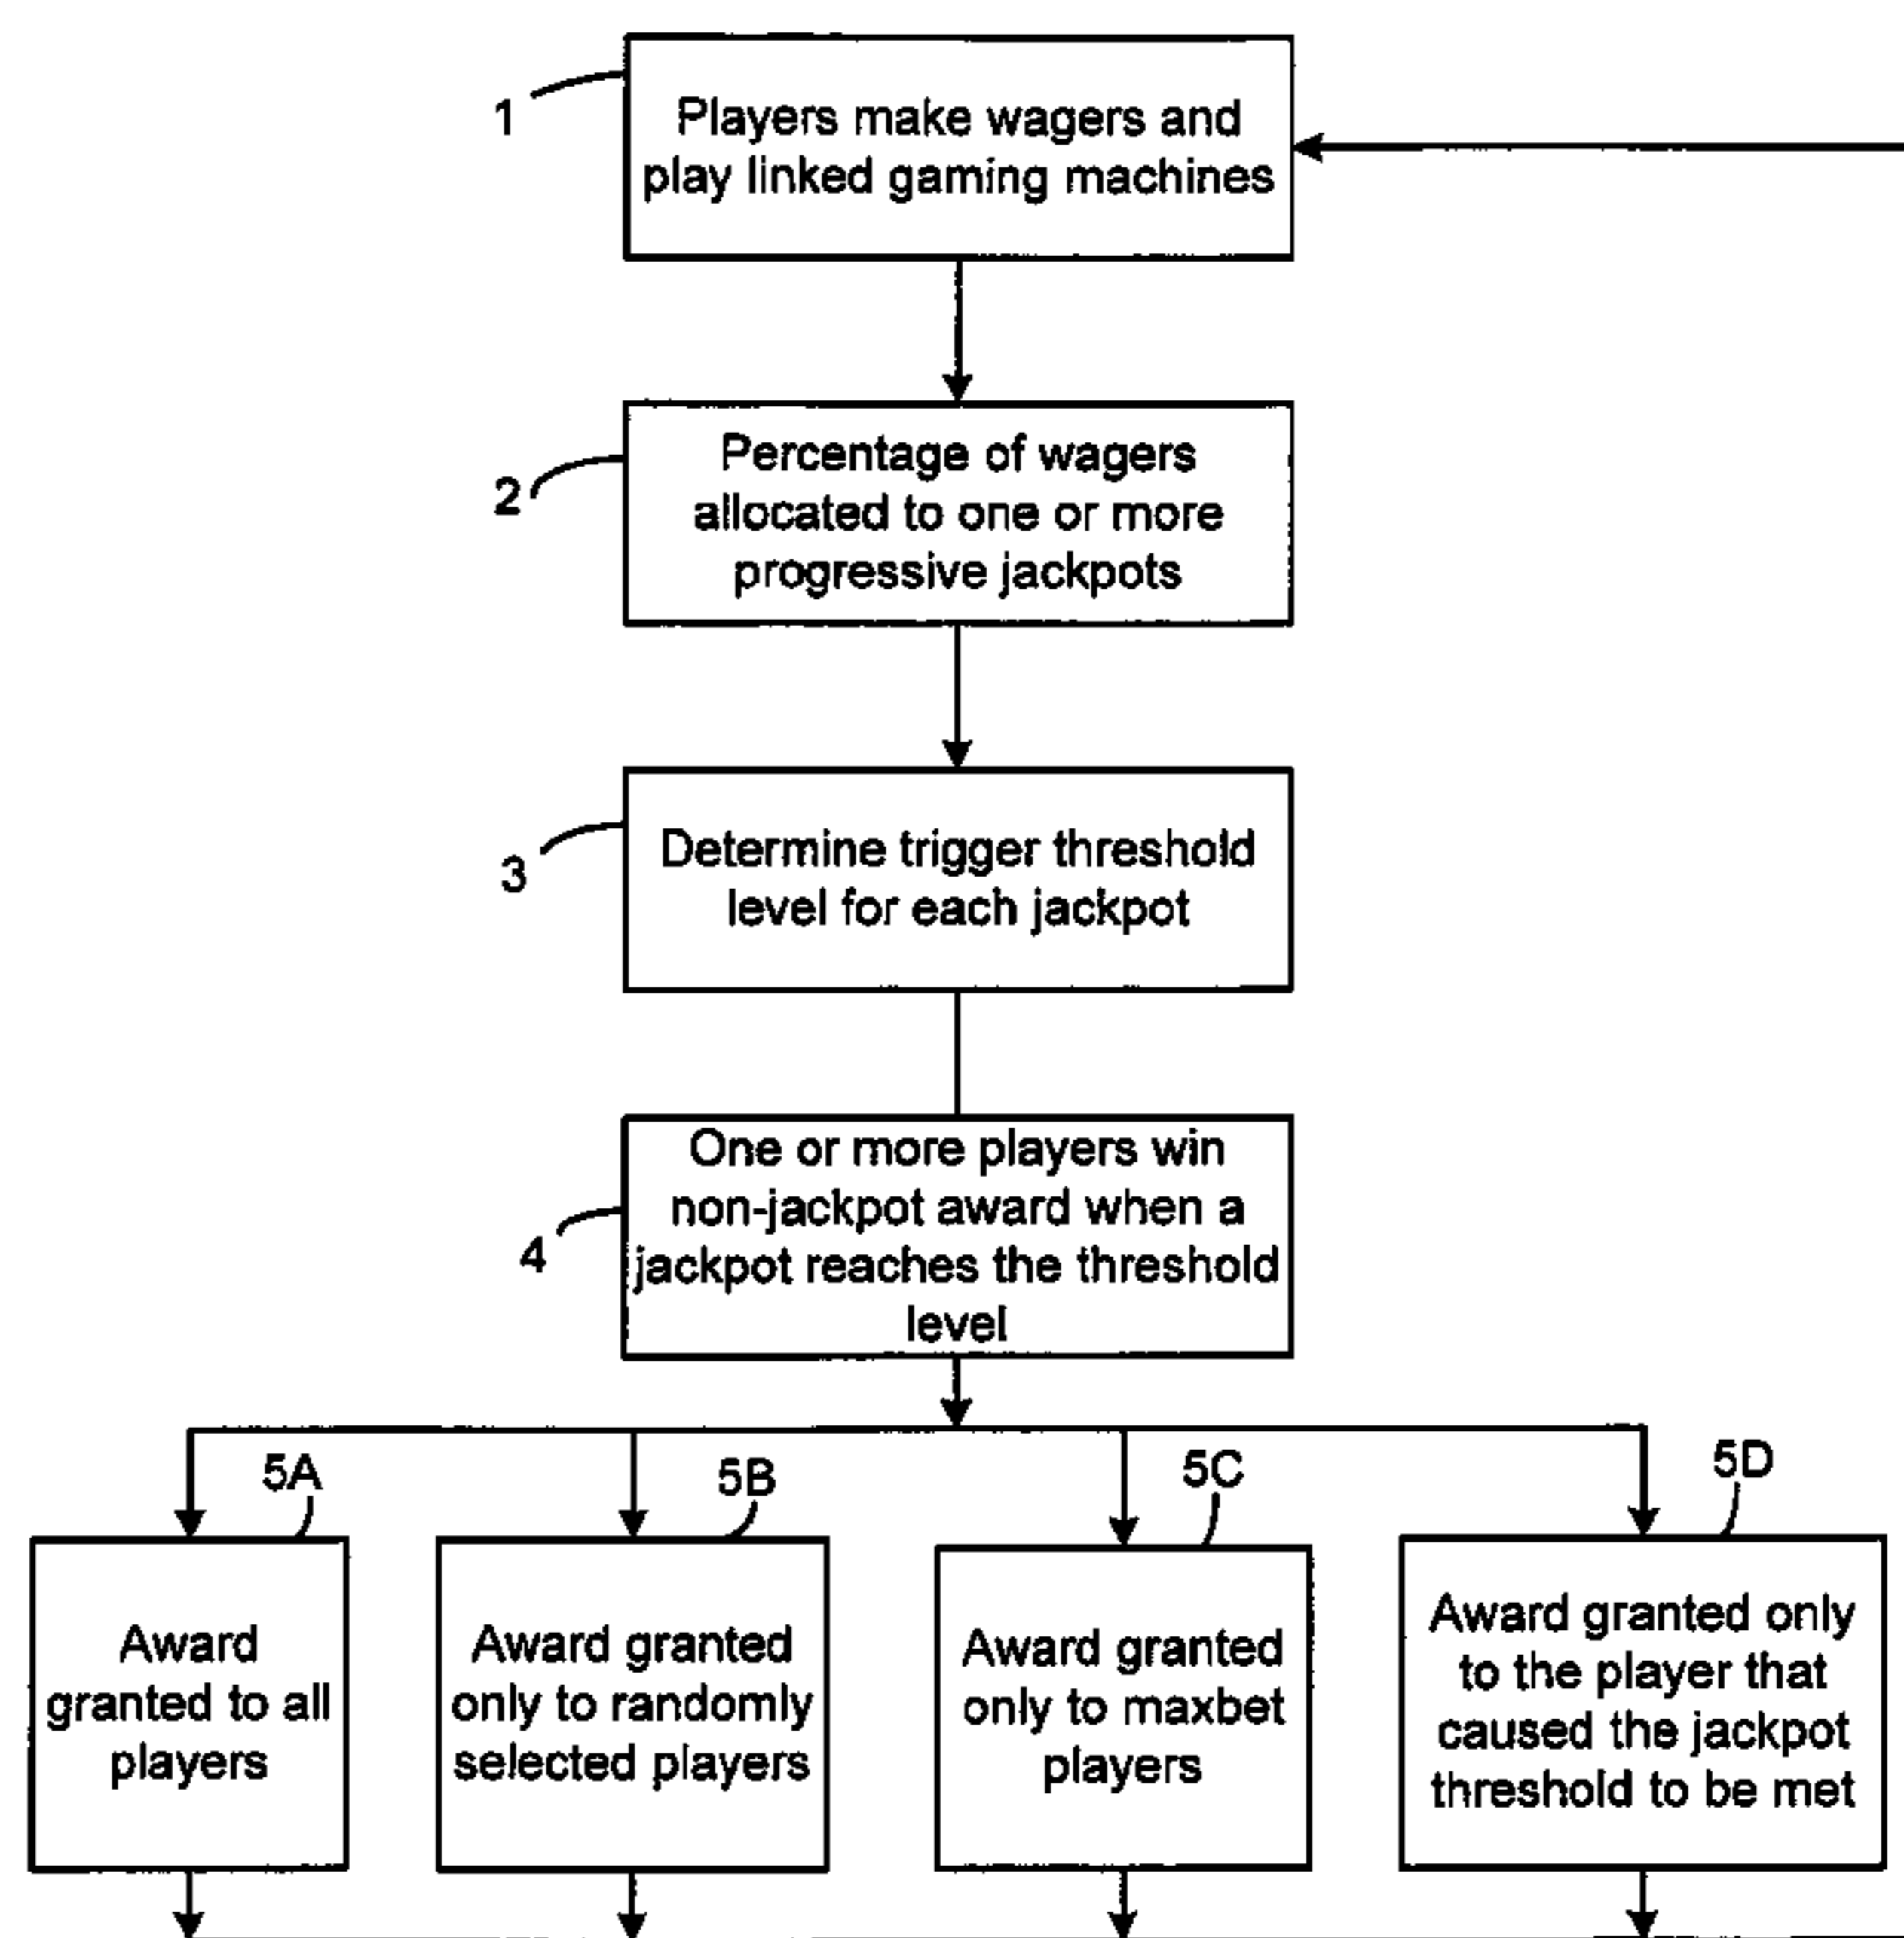 1
Players make wagers and
play linked gaming machines
2
Percentage of wagers
allocated to one or more
progressive jackpots
3
Determine trigger threshold
level for each jackpot
4
One or more players win
non-jackpot award when a
jackpot reaches the threshold
level
5A
Award
granted to all
players
5B
Award granted
only to randomly
selected players
5C
Award granted
only to maxbet
players
5D
Award granted only
to the player that
caused the jackpot
threshold to be met